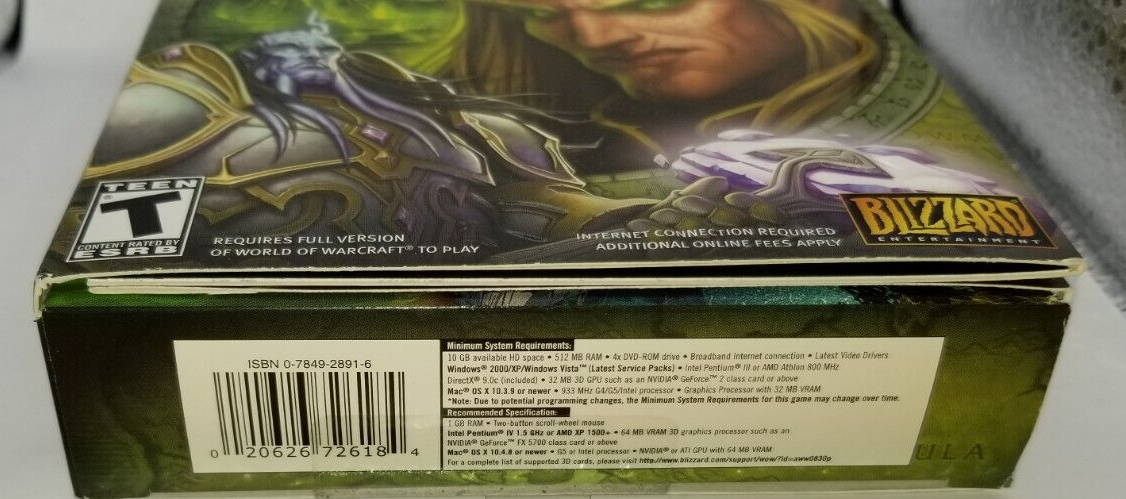 TEEN
T
CONTENT RATED BY
ESRB
REQUIRES FULL VERSION
OF WORLD OF WARCRAFT® TO PLAY
INTERNET CONNECTION REQUIRED
ADDITIONAL ONLINE FEES APPLY
BLIZZARD
ENTERTAINMENT
ISBN 0-7849-2891-6
0 20626 72618 4
Minimum System Requirements:
10 GB available HD space • 512 MB RAM • 4x DVD-ROM drive • Broadband Internet connection • Latest Video Drivers
Windows® 2000/XP/Windows Vista™ (Latest Service Packs) • Intel Pentium® III or AMD Athlon 800 MHz
DirectX® 9.0c (included) • 32 MB 3D GPU such as an NVIDIA® GeForce™ 2 class card or above
Mac® OS X 10.3.9 or newer • 933 MHz G4/G5/Intel processor • Graphics Processor with 32 MB VRAM
*Note: Due to potential programming changes, the Minimum System Requirements for this game may change over time.
Recommended Specification:
1 GB RAM • Two-button scroll-wheel mouse
Intel Pentium® IV 1.5 GHz or AMD XP 1500+ • 64 MB VRAM 3D graphics processor such as an
NVIDIA® GeForce™ FX 5700 class card or above
Mac® OS X 10.4.8 or newer • G5 or Intel processor • NVIDIA® or ATI GPU with 64 MB VRAM
For a complete list of supported 3D cards, please visit http://www.blizzard.com/support/wow/?id=aww0830p
ULA